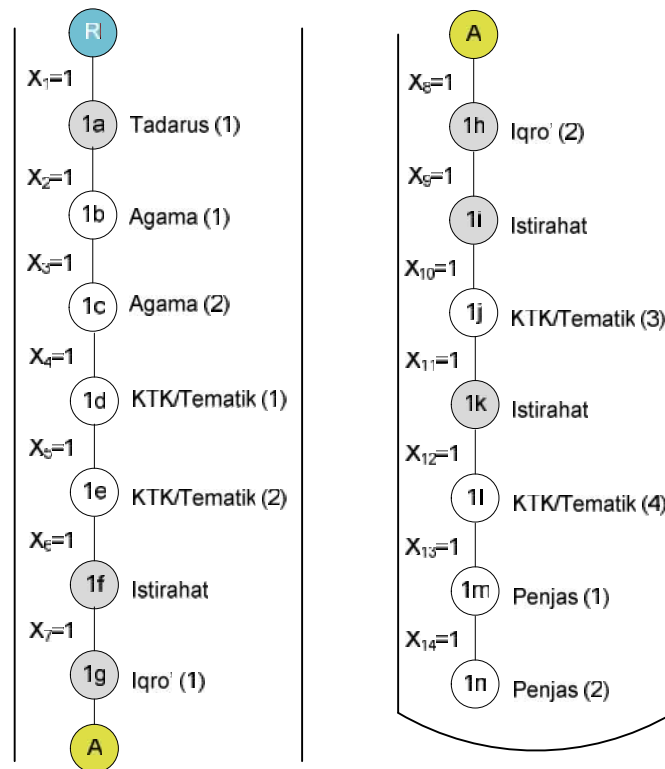 R
X₁=1
1a Tadarus (1)
X₂=1
1b Agama (1)
X₃=1
1c Agama (2)
X₄=1
1d KTK/Tematik (1)
X₅=1
1e KTK/Tematik (2)
X₆=1
1f Istirahat
X₇=1
1g Iqro' (1)
A
A
X₈=1
1h Iqro' (2)
X₉=1
1i Istirahat
X₁₀=1
1j KTK/Tematik (3)
X₁₁=1
1k Istirahat
X₁₂=1
1l KTK/Tematik (4)
X₁₃=1
1m Penjas (1)
X₁₄=1
1n Penjas (2)